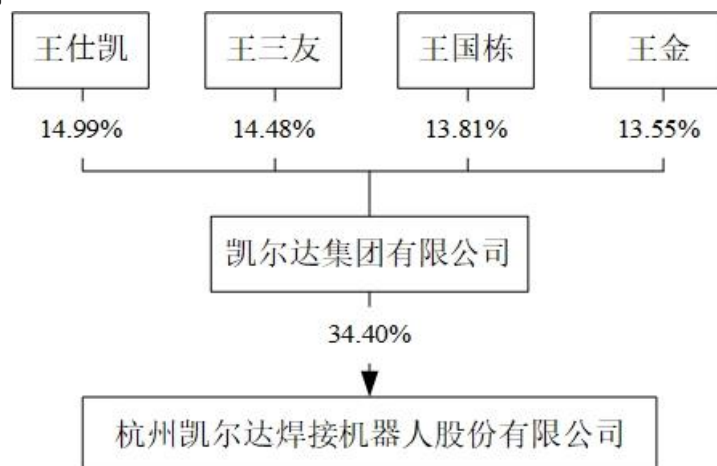 王仕凯 王三友 王国栋 王金
14.99% 14.48% 13.81% 13.55%
凯尔达集团有限公司
34.40%
杭州凯尔达焊接机器人股份有限公司